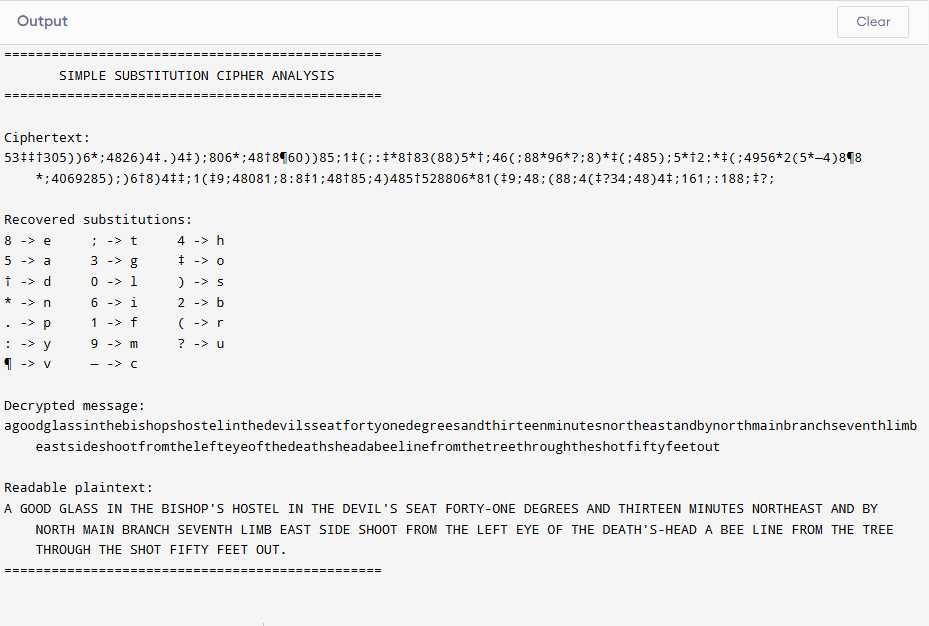 Output
Clear
================================================
SIMPLE SUBSTITUTION CIPHER ANALYSIS
================================================
Ciphertext:
53‡‡†305))6*;4826)4‡.)4‡);806*;48†8¶60))85;1‡(;:‡*8†83(88)5*†;46(;88*96*?;8)*‡(;485);5*†2:*‡(;4956*2(5*—4)8¶8
*;4069285);)6†8)4‡‡;1(‡9;48081;8:8‡1;48†85;4)485†528806*81(‡9;48;(88;4(‡?34;48)4‡;161;:188;‡?;
Recovered substitutions:
8 -> e ; -> t 4 -> h
5 -> a 3 -> g ‡ -> o
† -> d 0 -> l ) -> s
* -> n 6 -> i 2 -> b
. -> p 1 -> f ( -> r
: -> y 9 -> m ? -> u
¶ -> v — -> c
Decrypted message:
agoodglassinthebishopshostelinthedevilsseatfortyonedegreesandthirteenminutesnortheastandbynorthmainbranchseventhlimb
eastsideshootfromthelefteyeofthedeathsheadabeelinefromthetreethroughtheshotfiftyfeetout
Readable plaintext:
A GOOD GLASS IN THE BISHOP'S HOSTEL IN THE DEVIL'S SEAT FORTY-ONE DEGREES AND THIRTEEN MINUTES NORTHEAST AND BY
NORTH MAIN BRANCH SEVENTH LIMB EAST SIDE SHOOT FROM THE LEFT EYE OF THE DEATH'S-HEAD A BEE LINE FROM THE TREE
THROUGH THE SHOT FIFTY FEET OUT.
================================================